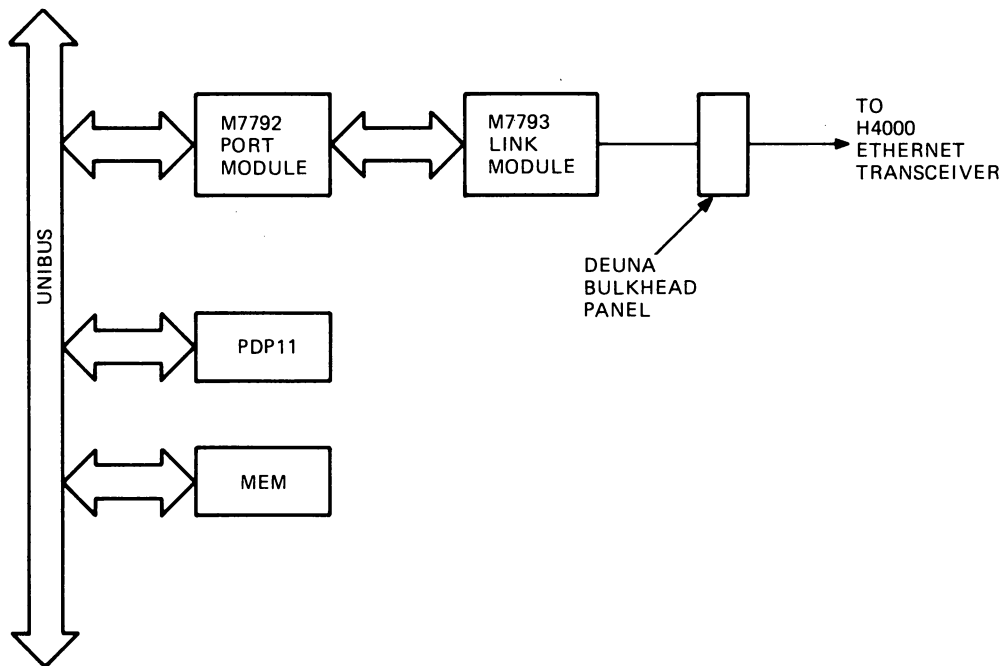 UNIBUS
M7792
PORT
MODULE
M7793
LINK
MODULE
TO
H4000
ETHERNET
TRANSCEIVER
DEUNA
BULKHEAD
PANEL
PDP11
MEM